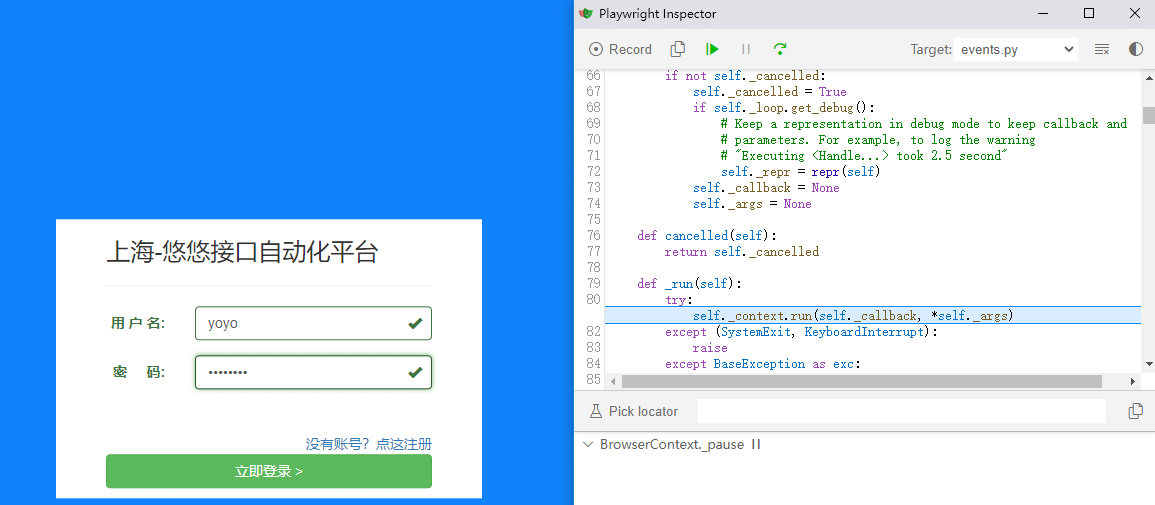 上海-悠悠接口自动化平台
用 户 名:
yoyo
密 码:
••••••••
没有账号？点这注册
立即登录 >
Playwright Inspector
Record
Target: events.py
66 if not self._cancelled:
67 self._cancelled = True
68 if self._loop.get_debug():
69 # Keep a representation in debug mode to keep callback and
70 # parameters. For example, to log the warning
71 # "Executing <Handle...> took 2.5 second"
72 self._repr = repr(self)
73 self._callback = None
74 self._args = None
75
76 def cancelled(self):
77 return self._cancelled
78
79 def _run(self):
80 try:
self._context.run(self._callback, *self._args)
82 except (SystemExit, KeyboardInterrupt):
83 raise
84 except BaseException as exc:
85
Pick locator
BrowserContext._pause